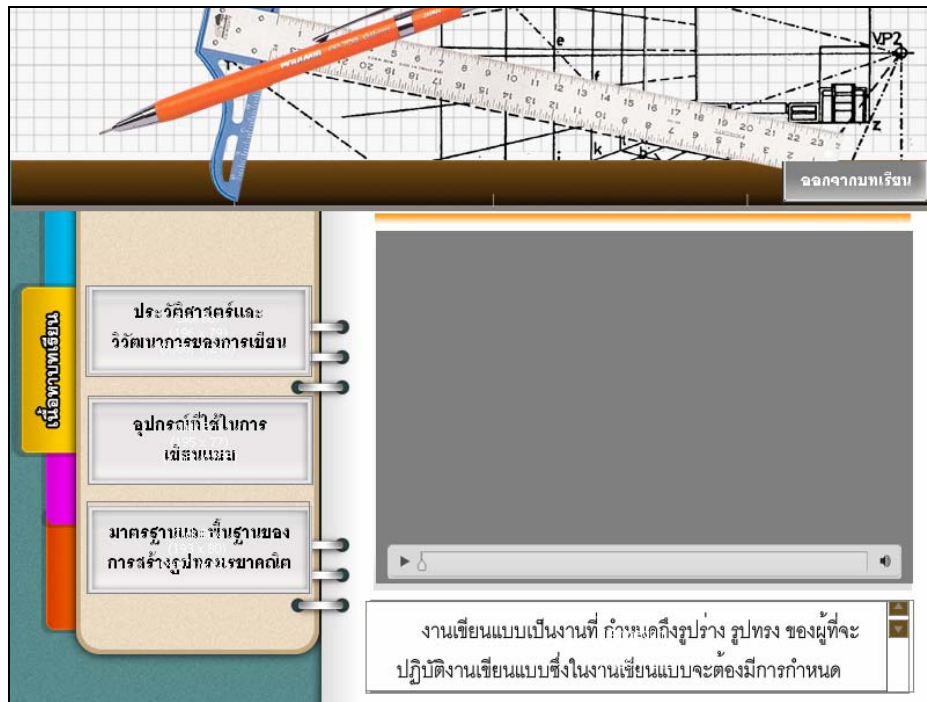 VP2
e
f
k
b
z
ออกจากบทเรียน
เนื้อหาบทเรียน
ประวัติศาสตร์และ
วิวัฒนาการของการเขียน
อุปกรณ์ที่ใช้ในการ
(195 x 77)
เขียนแบบ
มาตรฐานและพื้นฐานของ
การสร้างรูปทรงเรขาคณิต
งานเขียนแบบเป็นงานที่ กำหนดถึงรูปร่าง รูปทรง ของผู้ที่จะ
ปฏิบัติงานเขียนแบบซึ่งในงานเขียนแบบจะต้องมีการกำหนด